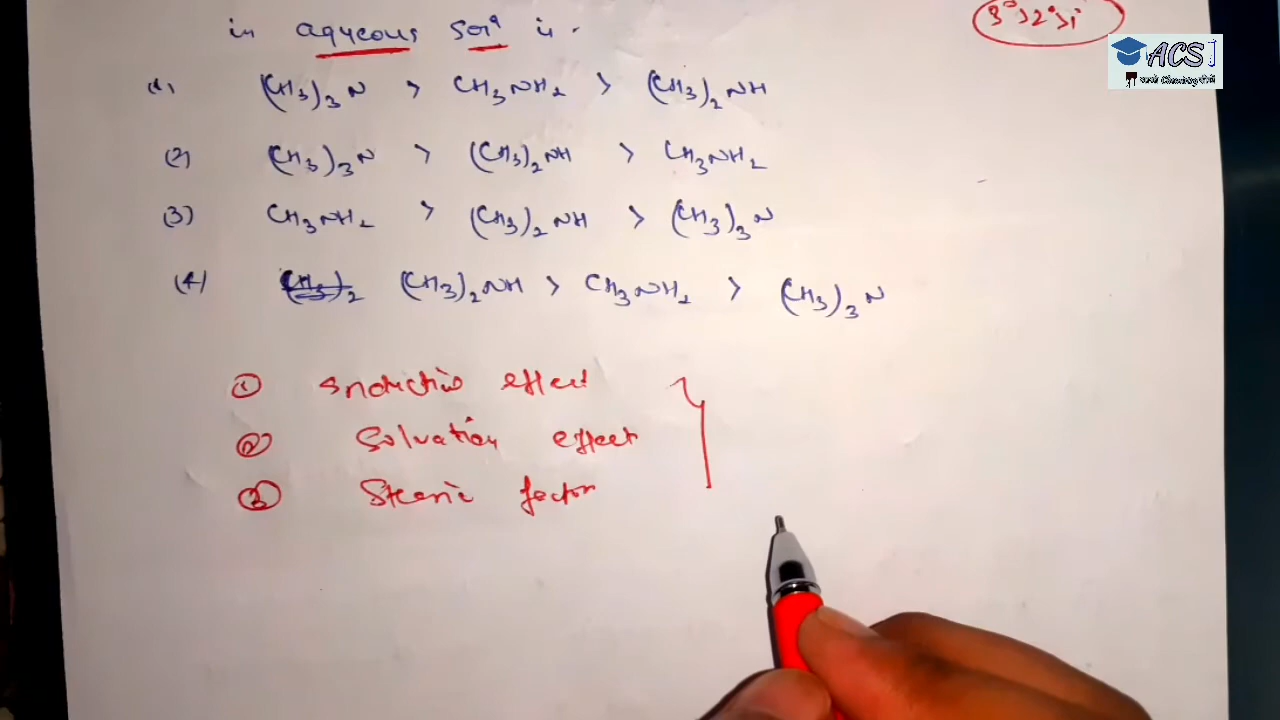 in aqueous solⁿ is -
3°>2°>1°
ACS
(1) (CH₃)₃N > CH₃NH₂ > (CH₃)₂NH
(2) (CH₃)₃N > (CH₃)₂NH > CH₃NH₂
(3) CH₃NH₂ > (CH₃)₂NH > (CH₃)₃N
(4) (CH₃)₂NH > CH₃NH₂ > (CH₃)₃N
① Inductive effect
② Solvation effect
③ Steric factor